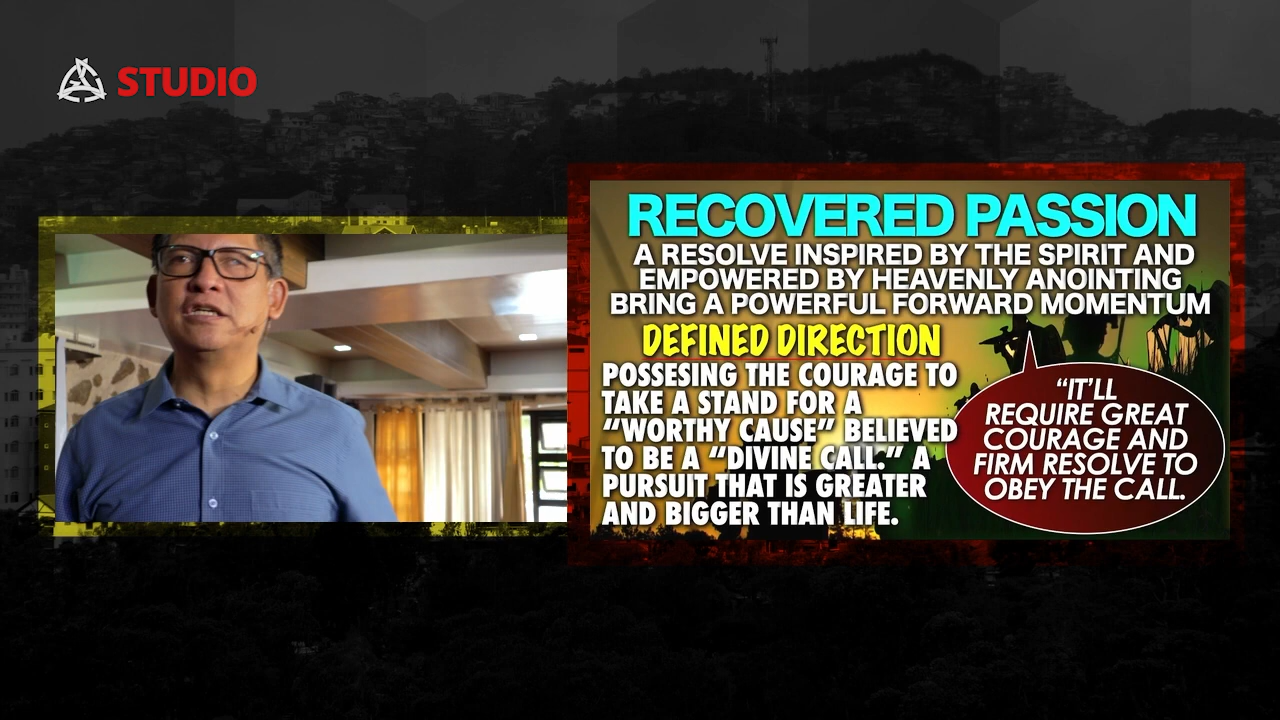 STUDIO
RECOVERED PASSION
A RESOLVE INSPIRED BY THE SPIRIT AND
EMPOWERED BY HEAVENLY ANOINTING
BRING A POWERFUL FORWARD MOMENTUM
DEFINED DIRECTION
POSSESING THE COURAGE TO
TAKE A STAND FOR A
“WORTHY CAUSE” BELIEVED
TO BE A “DIVINE CALL.” A
PURSUIT THAT IS GREATER
AND BIGGER THAN LIFE.
“IT’LL
REQUIRE GREAT
COURAGE AND
FIRM RESOLVE TO
OBEY THE CALL.